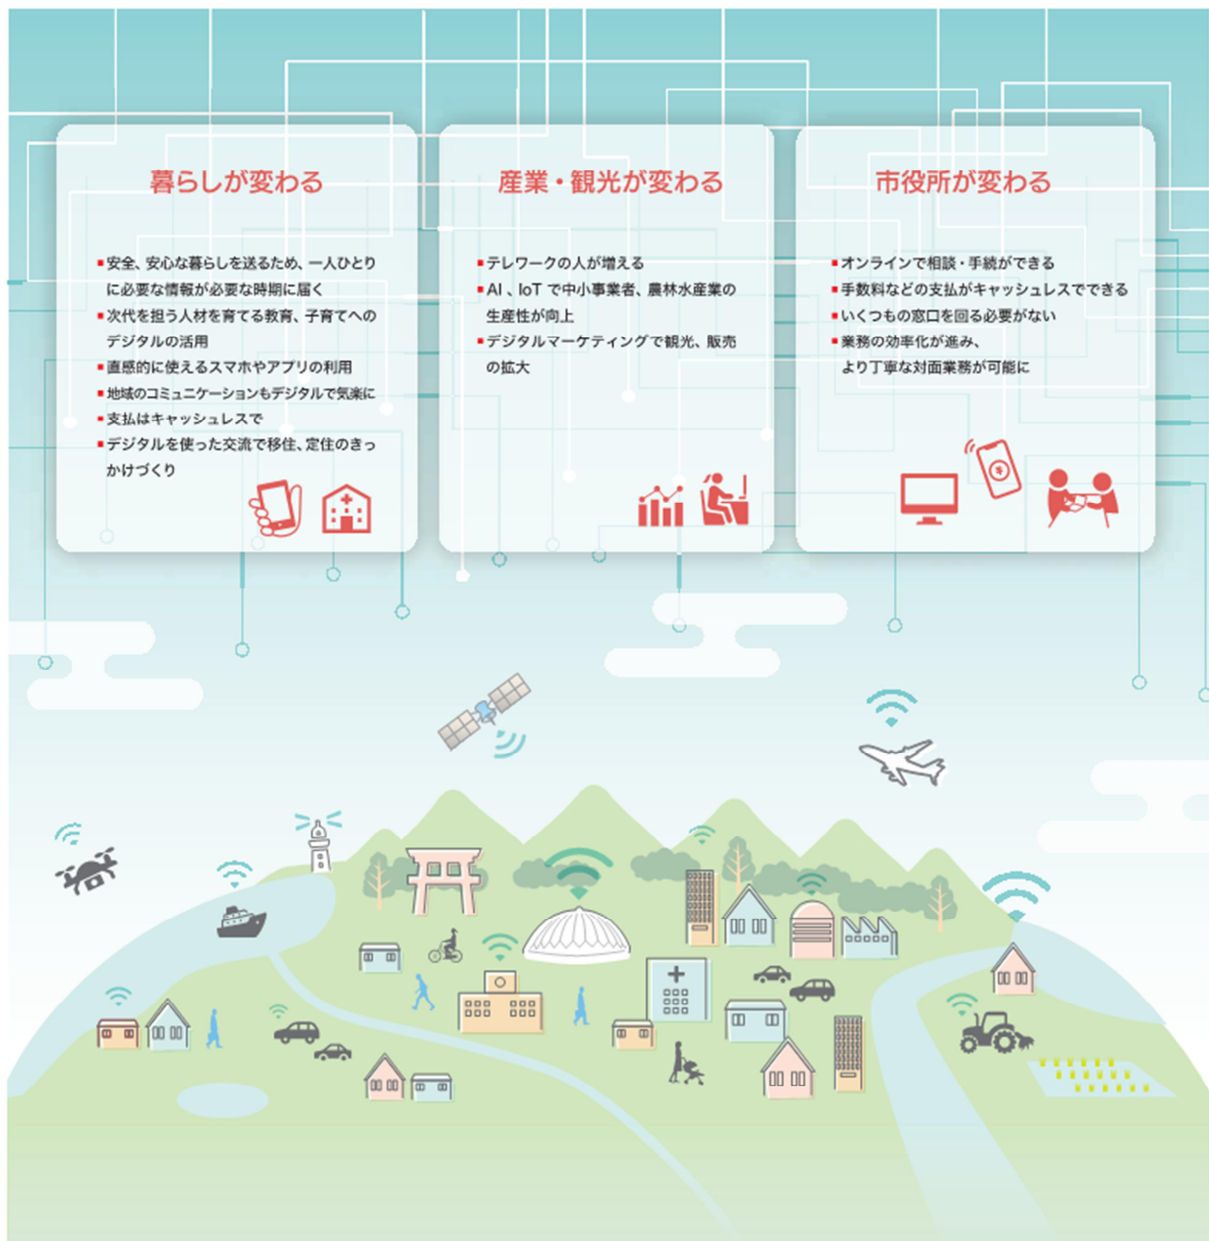 暮らしが変わる
■安全、安心な暮らしを送るため、一人ひとり
に必要な情報が必要な時期に届く
■次代を担う人材を育てる教育、子育てへの
デジタルの活用
■直感的に使えるスマホやアプリの利用
■地域のコミュニケーションもデジタルで気楽に
■支払はキャッシュレスで
■デジタルを使った交流で移住、定住のきっ
かけづくり
産業・観光が変わる
■テレワークの人が増える
■AI、IoTで中小事業者、農林水産業の
生産性が向上
■デジタルマーケティングで観光、販売
の拡大
市役所が変わる
■オンラインで相談・手続ができる
■手数料などの支払がキャッシュレスでできる
■いくつもの窓口を回る必要がない
■業務の効率化が進み、
より丁寧な対面業務が可能に